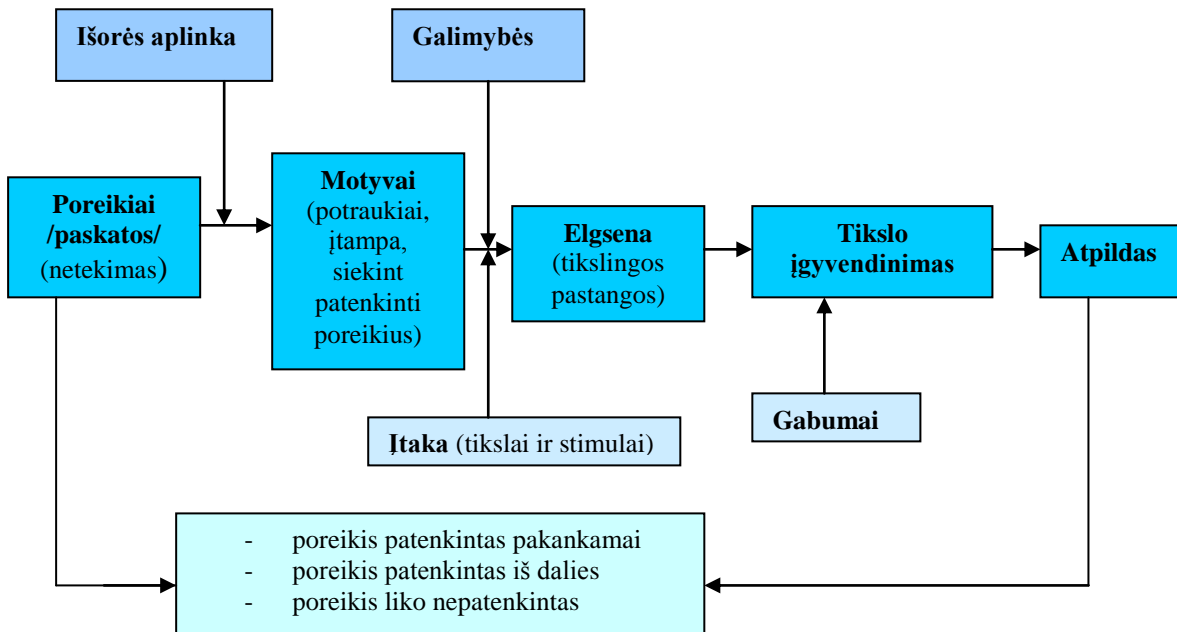 Išorės aplinka
Galimybės
Poreikiai
/paskatos/
(netekimas)
Motyvai
(potraukiai,
įtampa,
siekint
patenkinti
poreikius)
Elgsena
(tikslingos
pastangos)
Tikslo
įgyvendinimas
Atpildas
Įtaka (tikslai ir stimulai)
Gabumai
- poreikis patenkintas pakankamai
- poreikis patenkintas iš dalies
- poreikis liko nepatenkintas